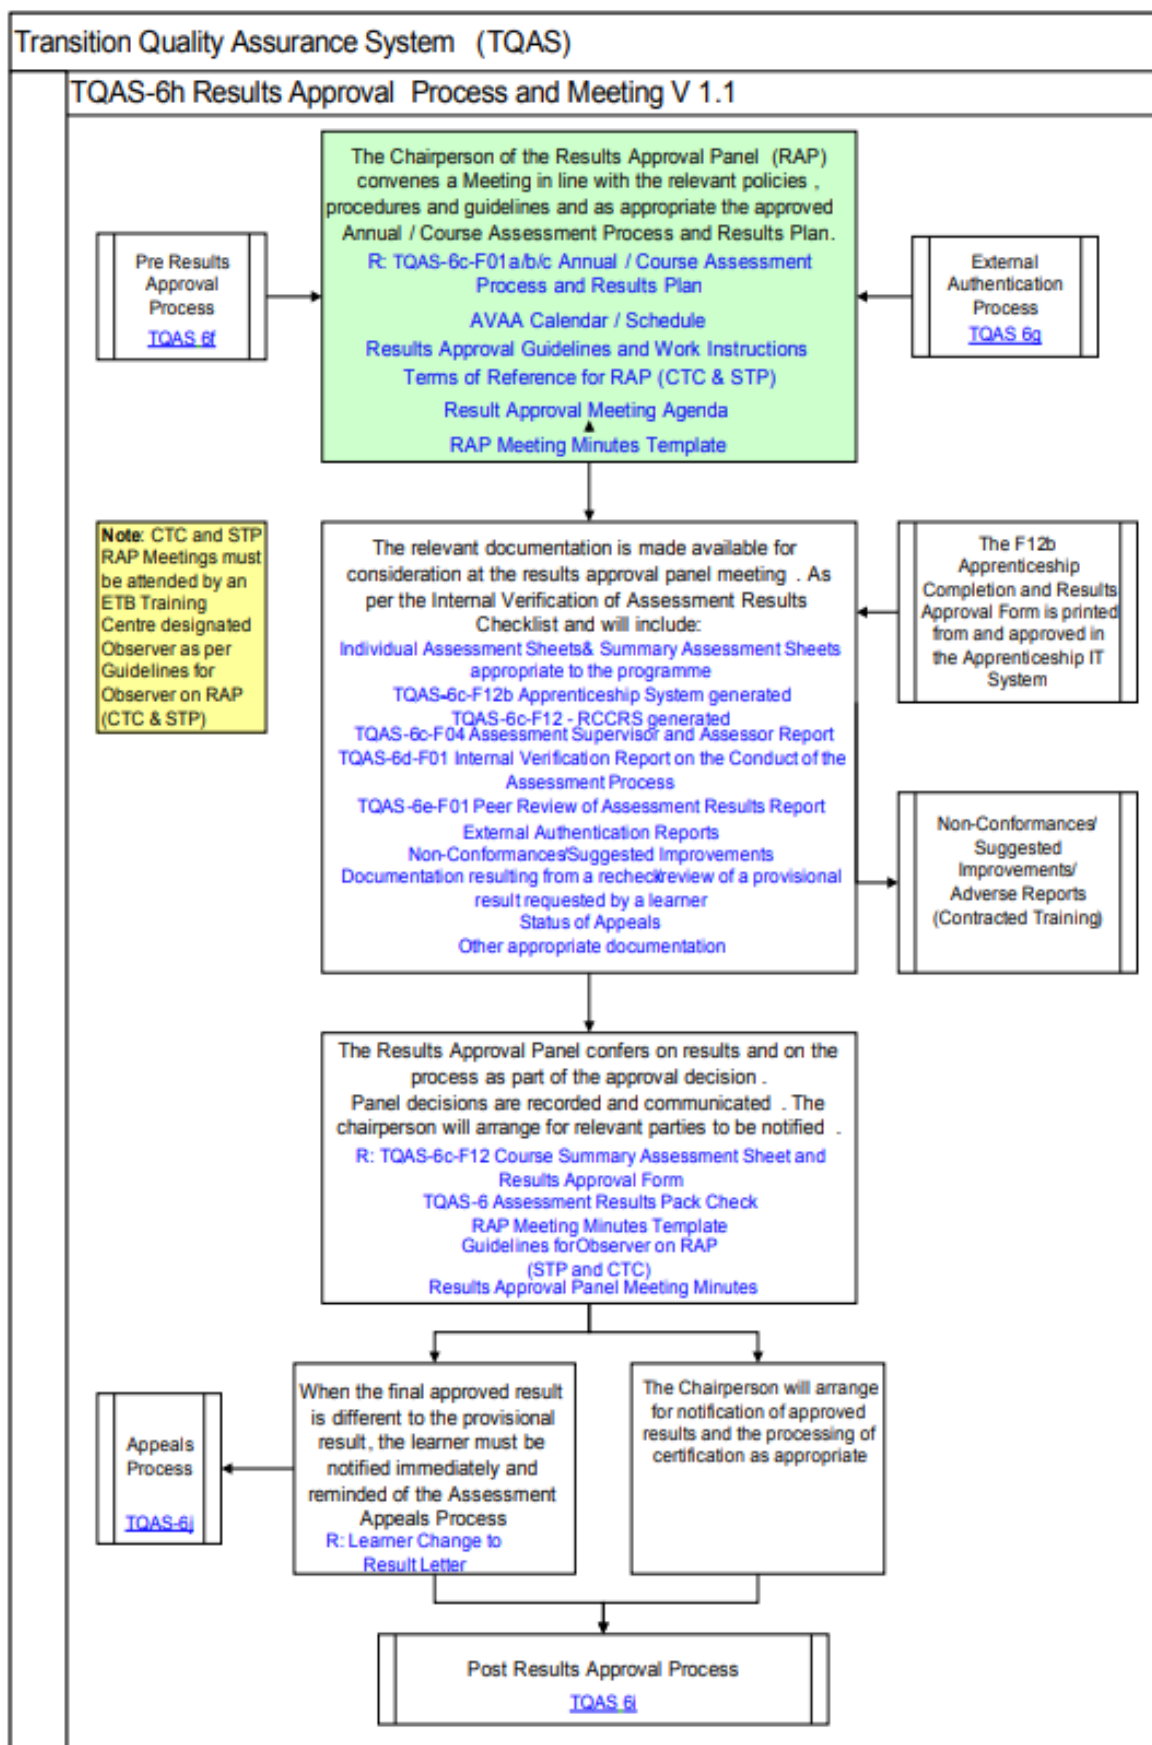 Transition Quality Assurance System (TQAS)
TQAS-6h Results Approval Process and Meeting V 1.1
The Chairperson of the Results Approval Panel (RAP)
convenes a Meeting in line with the relevant policies ,
procedures and guidelines and as appropriate the approved
Annual / Course Assessment Process and Results Plan.
R: TQAS-6c-F01a/b/c Annual / Course Assessment
Process and Results Plan
AVAA Calendar / Schedule
Results Approval Guidelines and Work Instructions
Terms of Reference for RAP (CTC & STP)
Result Approval Meeting Agenda
RAP Meeting Minutes Template
Pre Results
Approval
Process
TQAS 6f
External
Authentication
Process
TQAS 6g
Note: CTC and STP
RAP Meetings must
be attended by an
ETB Training
Centre designated
Observer as per
Guidelines for
Observer on RAP
(CTC & STP)
The relevant documentation is made available for
consideration at the results approval panel meeting . As
per the Internal Verification of Assessment Results
Checklist and will include:
Individual Assessment Sheets& Summary Assessment Sheets
appropriate to the programme
TQAS-6c-F12b Apprenticeship System generated
TQAS-6c-F12 - RCCRS generated
TQAS-6c-F04 Assessment Supervisor and Assessor Report
TQAS-6d-F01 Internal Verification Report on the Conduct of the
Assessment Process
TQAS-6e-F01 Peer Review of Assessment Results Report
External Authentication Reports
Non-Conformances/Suggested Improvements
Documentation resulting from a recheck/review of a provisional
result requested by a learner
Status of Appeals
Other appropriate documentation
The F12b
Apprenticeship
Completion and Results
Approval Form is printed
from and approved in
the Apprenticeship IT
System
Non-Conformances/
Suggested
Improvements/
Adverse Reports
(Contracted Training)
The Results Approval Panel confers on results and on the
process as part of the approval decision .
Panel decisions are recorded and communicated . The
chairperson will arrange for relevant parties to be notified .
R: TQAS-6c-F12 Course Summary Assessment Sheet and
Results Approval Form
TQAS-6 Assessment Results Pack Check
RAP Meeting Minutes Template
Guidelines for Observer on RAP
(STP and CTC)
Results Approval Panel Meeting Minutes
When the final approved result
is different to the provisional
result, the learner must be
notified immediately and
reminded of the Assessment
Appeals Process
R: Learner Change to
Result Letter
The Chairperson will arrange
for notification of approved
results and the processing of
certification as appropriate
Appeals
Process
TQAS-6j
Post Results Approval Process
TQAS 6i